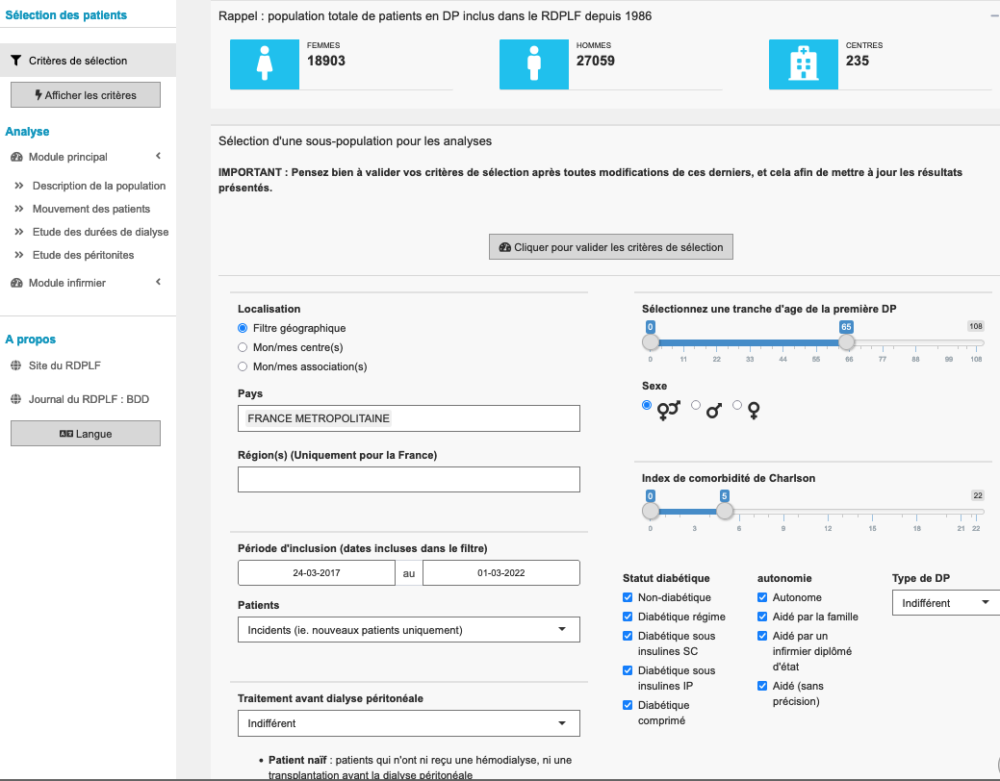 Sélection des patients
Critères de sélection
Afficher les critères
Analyse
Module principal
Description de la population
Mouvement des patients
Etude des durées de dialyse
Etude des péritonites
Module infirmier
A propos
Site du RDPLF
Journal du RDPLF : BDD
Langue
Rappel : population totale de patients en DP inclus dans le RDPLF depuis 1986
FEMMES
18903
HOMMES
27059
CENTRES
235
Sélection d'une sous-population pour les analyses
IMPORTANT : Pensez bien à valider vos critères de sélection après toutes modifications de ces derniers, et cela afin de mettre à jour les résultats
présentés.
Cliquer pour valider les critères de sélection
Localisation
Filtre géographique
Mon/mes centre(s)
Mon/mes association(s)
Pays
FRANCE METROPOLITAINE
Région(s) (Uniquement pour la France)
Période d'inclusion (dates incluses dans le filtre)
24-03-2017 au 01-03-2022
Patients
Incidents (ie. nouveaux patients uniquement)
Traitement avant dialyse péritonéale
Indifférent
• Patient naïf : patients qui n'ont ni reçu une hémodialyse, ni une
transplantation avant la dialyse péritonéale
Sélectionnez une tranche d'age de la première DP
0 65 108
0 11 22 33 44 55 66 77 88 99 108
Sexe
Index de comorbidité de Charlson
0 5 22
0 3 6 9 12 15 18 21 22
Statut diabétique
Non-diabétique
Diabétique régime
Diabétique sous
insulines SC
Diabétique sous
insulines IP
Diabétique
comprimé
autonomie
Autonome
Aidé par la famille
Aidé par un
infirmier diplômé
d'état
Aidé (sans
précision)
Type de DP
Indifférent